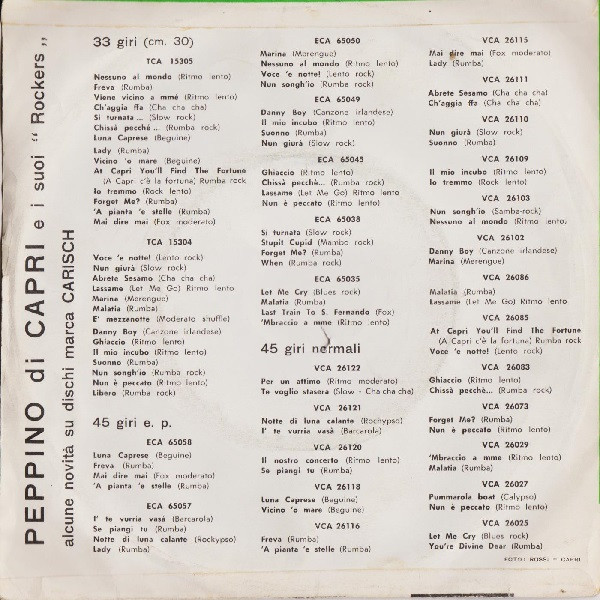 PEPPINO di CAPRI e i suoi “ Rockers „
alcune novità su dischi marca CARISCH
33 giri (cm. 30')
TCA 15305
Nessuno al mondo (Ritmo lento)
Freva (Rumba)
Viene vicino a mmé (Ritmo lento)
Ch'aggia ffa (Cha cha cha)
Si turnata ... (Slow rock)
Chissà pecché ... (Rumba rock)
Luna Caprese (Beguine)
Lady (Rumba)
Vicino 'o mare (Beguine)
At Capri You'll Find The Fortune
(A Capri c'è la fortuna) Rumba rock
Io tremmo (Rock lento)
Forget Me? (Rumba)
'A pianta 'e stelle (Rumba)
Mai dire mai (Fox moderato)
TCA 15304
Voce 'e notte! (Lento rock)
Nun giurà (Slow rock)
Abrete Sesamo (Cha cha cha)
Lassame (Let Me Go) Ritmo lento
Marina (Merengue)
Malatia (Rumba)
E' mezzanotte (Moderato shuffle)
Danny Boy (Canzone irlandese)
Ghiaccio (Ritmo lento)
Il mio incubo (Ritmo lento)
Suonno (Rumba)
Nun songh'io (Rumba rock)
Nun è peccato (Ritmo lento)
Libero (Rumba rock)
45 giri e. p.
ECA 65058
Luna Caprese (Beguine)
Freva (Rumba)
Mai dire mai (Fox moderato)
'A pianta 'e stelle (Rumba)
ECA 65057
I' te vurria vasà (Barcarola)
Se piangi tu (Rumba)
Notte di luna calante (Rockypso)
Lady (Rumba)
ECA 65050
Marina (Merengue)
Nessuno al mondo (Ritmo lento)
Voce 'e notte! (Lento rock)
Nun songh'io (Rumbe rock)
ECA 65049
Danny Boy (Canzone irlandese)
Il mio incubo (Ritmo lento)
Suonno (Rumba)
Nun giurà (Slow rock)
ECA 65045
Ghiaccio (Ritmo lento)
Chissà pecchè... (Rumba rock)
Lassame (Let Me Go) Ritmo lento
Nun è peccato (Ritmo lento)
ECA 65038
Si turnata (Slow rock)
Stupit Cupid (Mambo rock)
Forget Me? (Rumba)
When (Rumba rock)
ECA 65035
Let Me Cry (Blues rock)
Malatia (Rumba)
Last Train To S. Fernando (Fox)
'Mbraccio a mme (Ritmo lento)
45 giri normali
VCA 26122
Per un attimo (Ritmo moderato)
Te voglio stasera (Slow - Cha cha cha)
VCA 26121
Notte di luna calante (Rockypso)
I' te vurria vasà (Barcarola)
VCA 26120
Il nostro concerto (Ritmo lento)
Se piangi tu (Rumba)
VCA 26118
Luna Caprese (Beguine)
Vicino 'o mare (Beguine)
VCA 26116
Freva (Rumba)
'A pianta 'e stelle (Rumba)
VCA 26115
Mai dire mai (Fox moderato)
Lady (Rumba)
VCA 26111
Abrete Sesamo (Cha cha cha)
Ch'aggia ffa (Cha cha cha)
VCA 26110
Nun giurà (Slow rock)
Suonno (Rumba)
VCA 26109
Il mio incubo (Ritmo lento)
Io tremmo (Rock lento)
VCA 26103
Nun songh'io (Samba-rock)
Nessuno al mondo (Ritmo lento)
VCA 26102
Danny Boy (Canzone irlandese)
Marina (Merengue)
VCA 26086
Malatia (Rumba)
Lassame (Let Me Go) Ritmo lento
VCA 26085
At Capri You'll Find The Fortune
(A Capri c'è la fortuna) Rumba rock
Voce 'e notte! (Lento rock)
VCA 26083
Ghiaccio (Ritmo lento)
Chissà pecchè... (Rumba rock)
VCA 26073
Forget Me? (Rumba)
Nun è peccato (Ritmo lento)
VCA 26029
'Mbraccio a mme (Ritmo lento)
Malatia (Rumba)
VCA 26027
Pummarola boat (Calypso)
Nun è peccato (Ritmo lento)
VCA 26025
Let Me Cry (Blues rock)
You're Divine Dear (Rumba)
FOTO: ROSSI - CAPRI